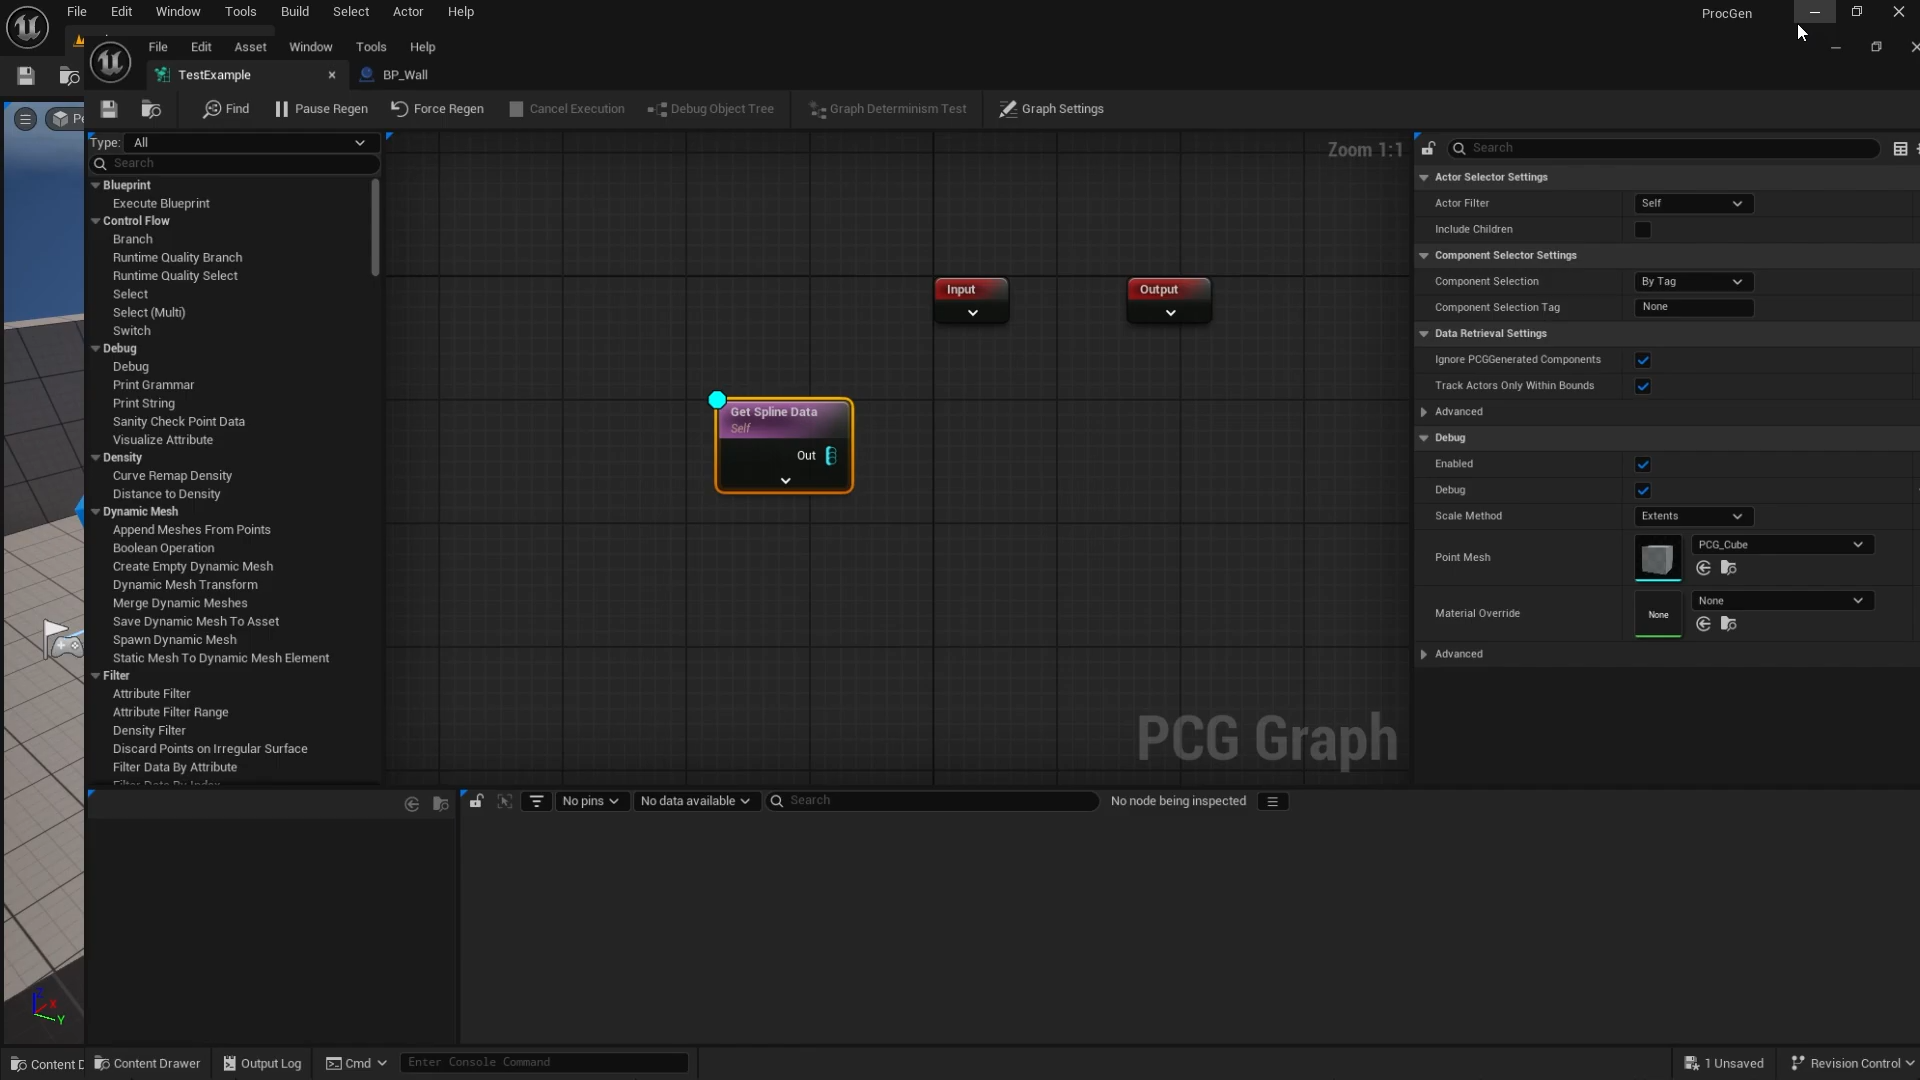 File Edit Window Tools Build Select Actor Help
ProcGen
File Edit Asset Window Tools Help
TestExample
BP_Wall
Find
Pause Regen
Force Regen
Cancel Execution
Debug Object Tree
Graph Determinism Test
Graph Settings
Type: All
Search
Blueprint
Execute Blueprint
Control Flow
Branch
Runtime Quality Branch
Runtime Quality Select
Select
Select (Multi)
Switch
Debug
Debug
Print Grammar
Print String
Sanity Check Point Data
Visualize Attribute
Density
Curve Remap Density
Distance to Density
Dynamic Mesh
Append Meshes From Points
Boolean Operation
Create Empty Dynamic Mesh
Dynamic Mesh Transform
Merge Dynamic Meshes
Save Dynamic Mesh To Asset
Spawn Dynamic Mesh
Static Mesh To Dynamic Mesh Element
Filter
Attribute Filter
Attribute Filter Range
Density Filter
Discard Points on Irregular Surface
Filter Data By Attribute
Filter Data By Index
Zoom 1:1
Input
Output
Get Spline Data
Self
Out
PCG Graph
Search
Actor Selector Settings
Actor Filter Self
Include Children
Component Selector Settings
Component Selection By Tag
Component Selection Tag None
Data Retrieval Settings
Ignore PCGGenerated Components
Track Actors Only Within Bounds
Advanced
Debug
Enabled
Debug
Scale Method Extents
Point Mesh PCG_Cube
Material Override None None
Advanced
No pins
No data available
Search
No node being inspected
X
Y
Content D
Content Drawer
Output Log
Cmd
Enter Console Command
1 Unsaved
Revision Control